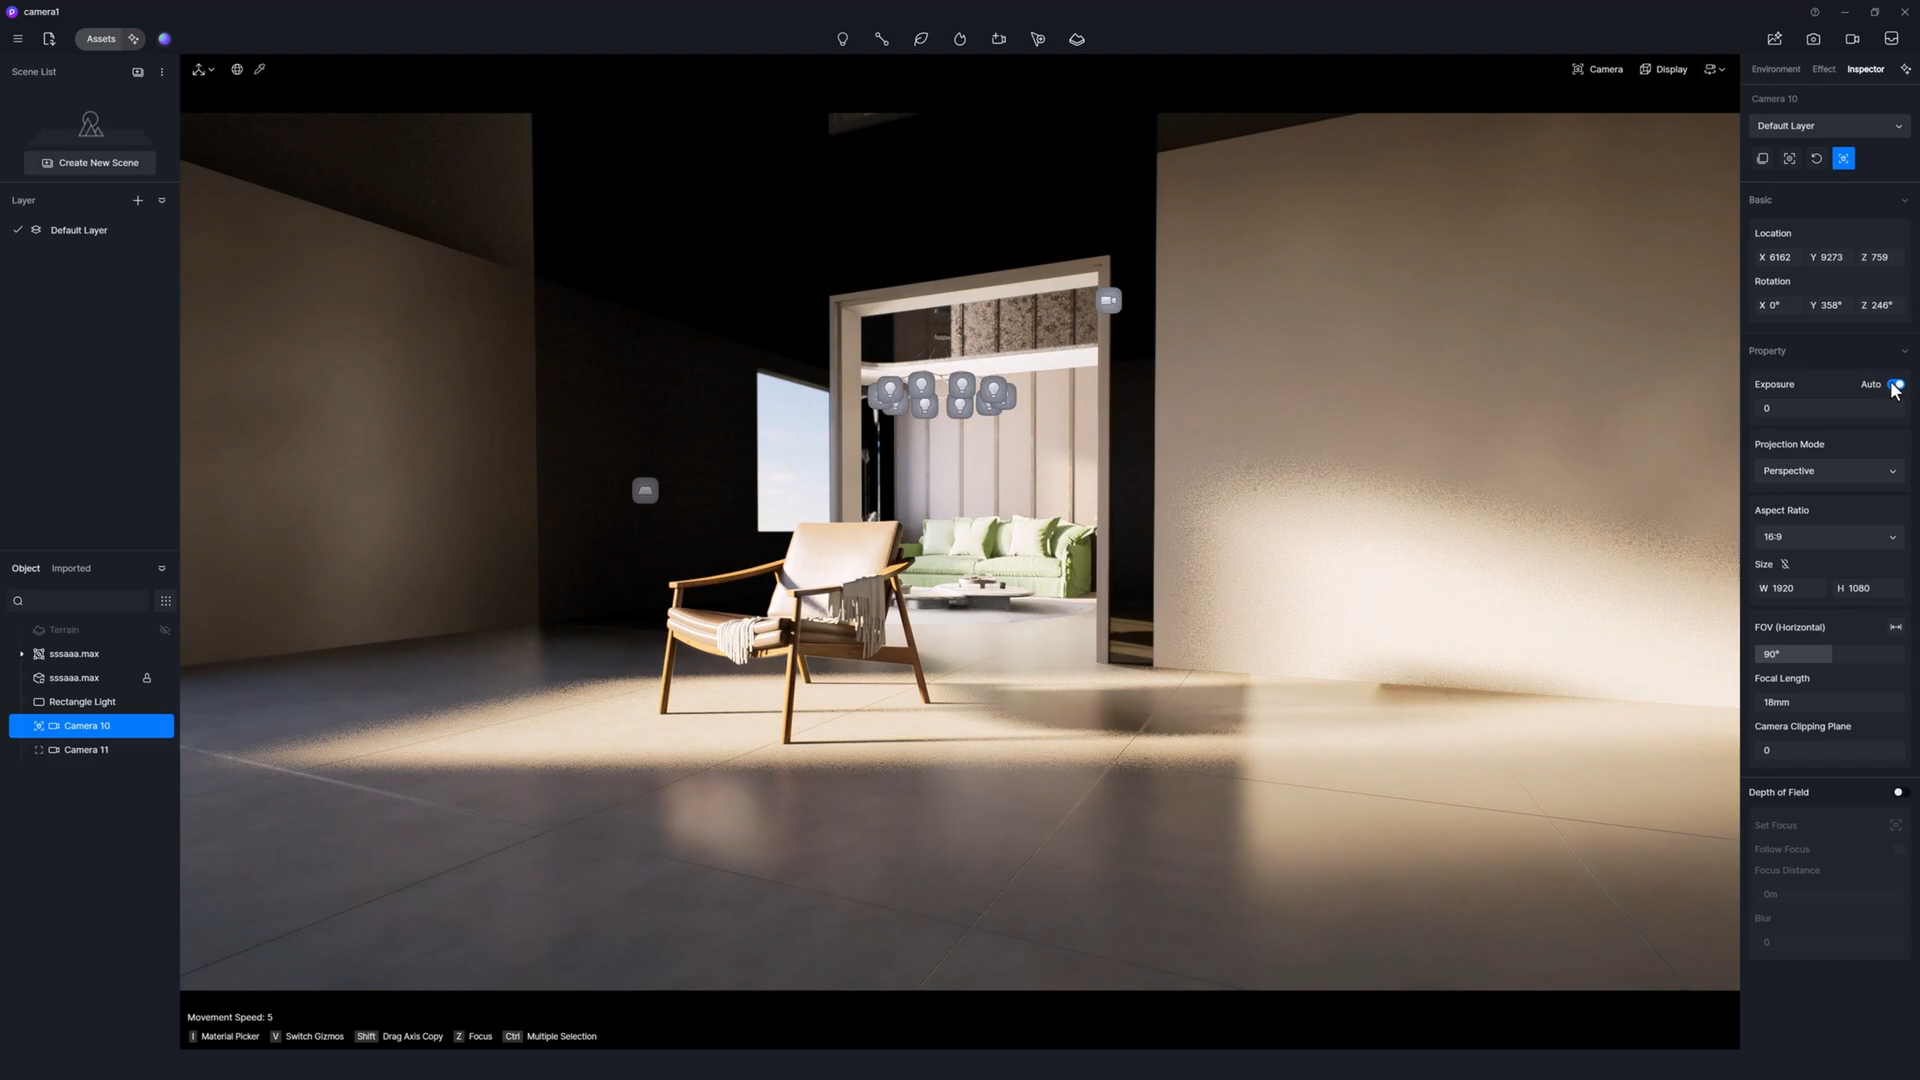 camera1
Assets
Scene List
Create New Scene
Layer
Default Layer
Object Imported
Terrain
sssaaa.max
sssaaa.max
Rectangle Light
Camera 10
Camera 11
Camera Display
Movement Speed: 5
I Material Picker V Switch Gizmos Shift Drag Axis Copy Z Focus Ctrl Multiple Selection
Environment Effect Inspector
Camera 10
Default Layer
Basic
Location
X 6162 Y 9273 Z 759
Rotation
X 0° Y 358° Z 246°
Property
Exposure Auto
0
Projection Mode
Perspective
Aspect Ratio
16:9
Size
W 1920 H 1080
FOV (Horizontal)
90°
Focal Length
18mm
Camera Clipping Plane
0
Depth of Field
Set Focus
Follow Focus
Focus Distance
0m
Blur
0